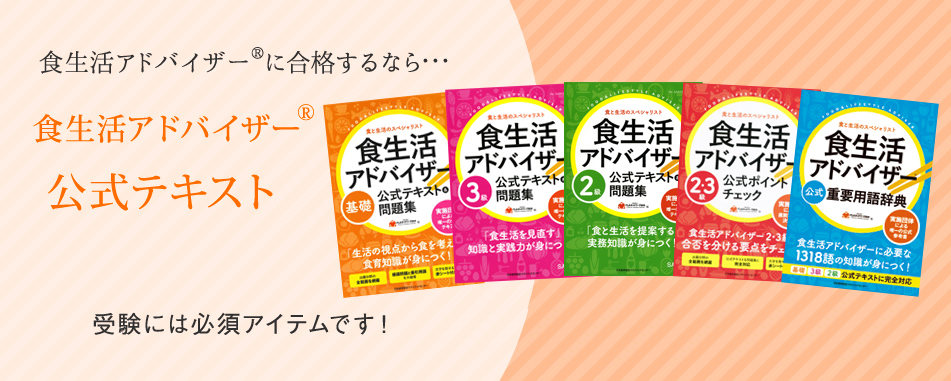 食生活アドバイザー®に合格するなら･･･
食生活アドバイザー®
公式テキスト
受験には必須アイテムです！
食と生活のスペシャリスト
食生活
アドバイザー
基礎
公式テキスト&
問題集
「生活の視点から食を考え
食育知識が身につく！
食と生活のスペシャリスト
食生活
アドバイザー
3級
公式テキスト&
問題集
「食生活を見直す」
知識と実践力が身につ
食と生活のスペシャリスト
食生活
アドバイザー
2級
公式テキスト&
問題集
「食と生活を提案する
実務知識が身につく！
食と生活のスペシャリスト
食生活
アドバイザー
2・3級
公式ポイント
チェック
食生活アドバイザー2・3
合否を分ける要点をチェ
食と生活のスペシャリスト
食生活
アドバイザー
公式
重要用語辞典
実施団体
による
唯一の公式
参考書
食生活アドバイザーに必要な
1318語の知識が身につく！
基礎 3級 2級 公式テキストに完全対応